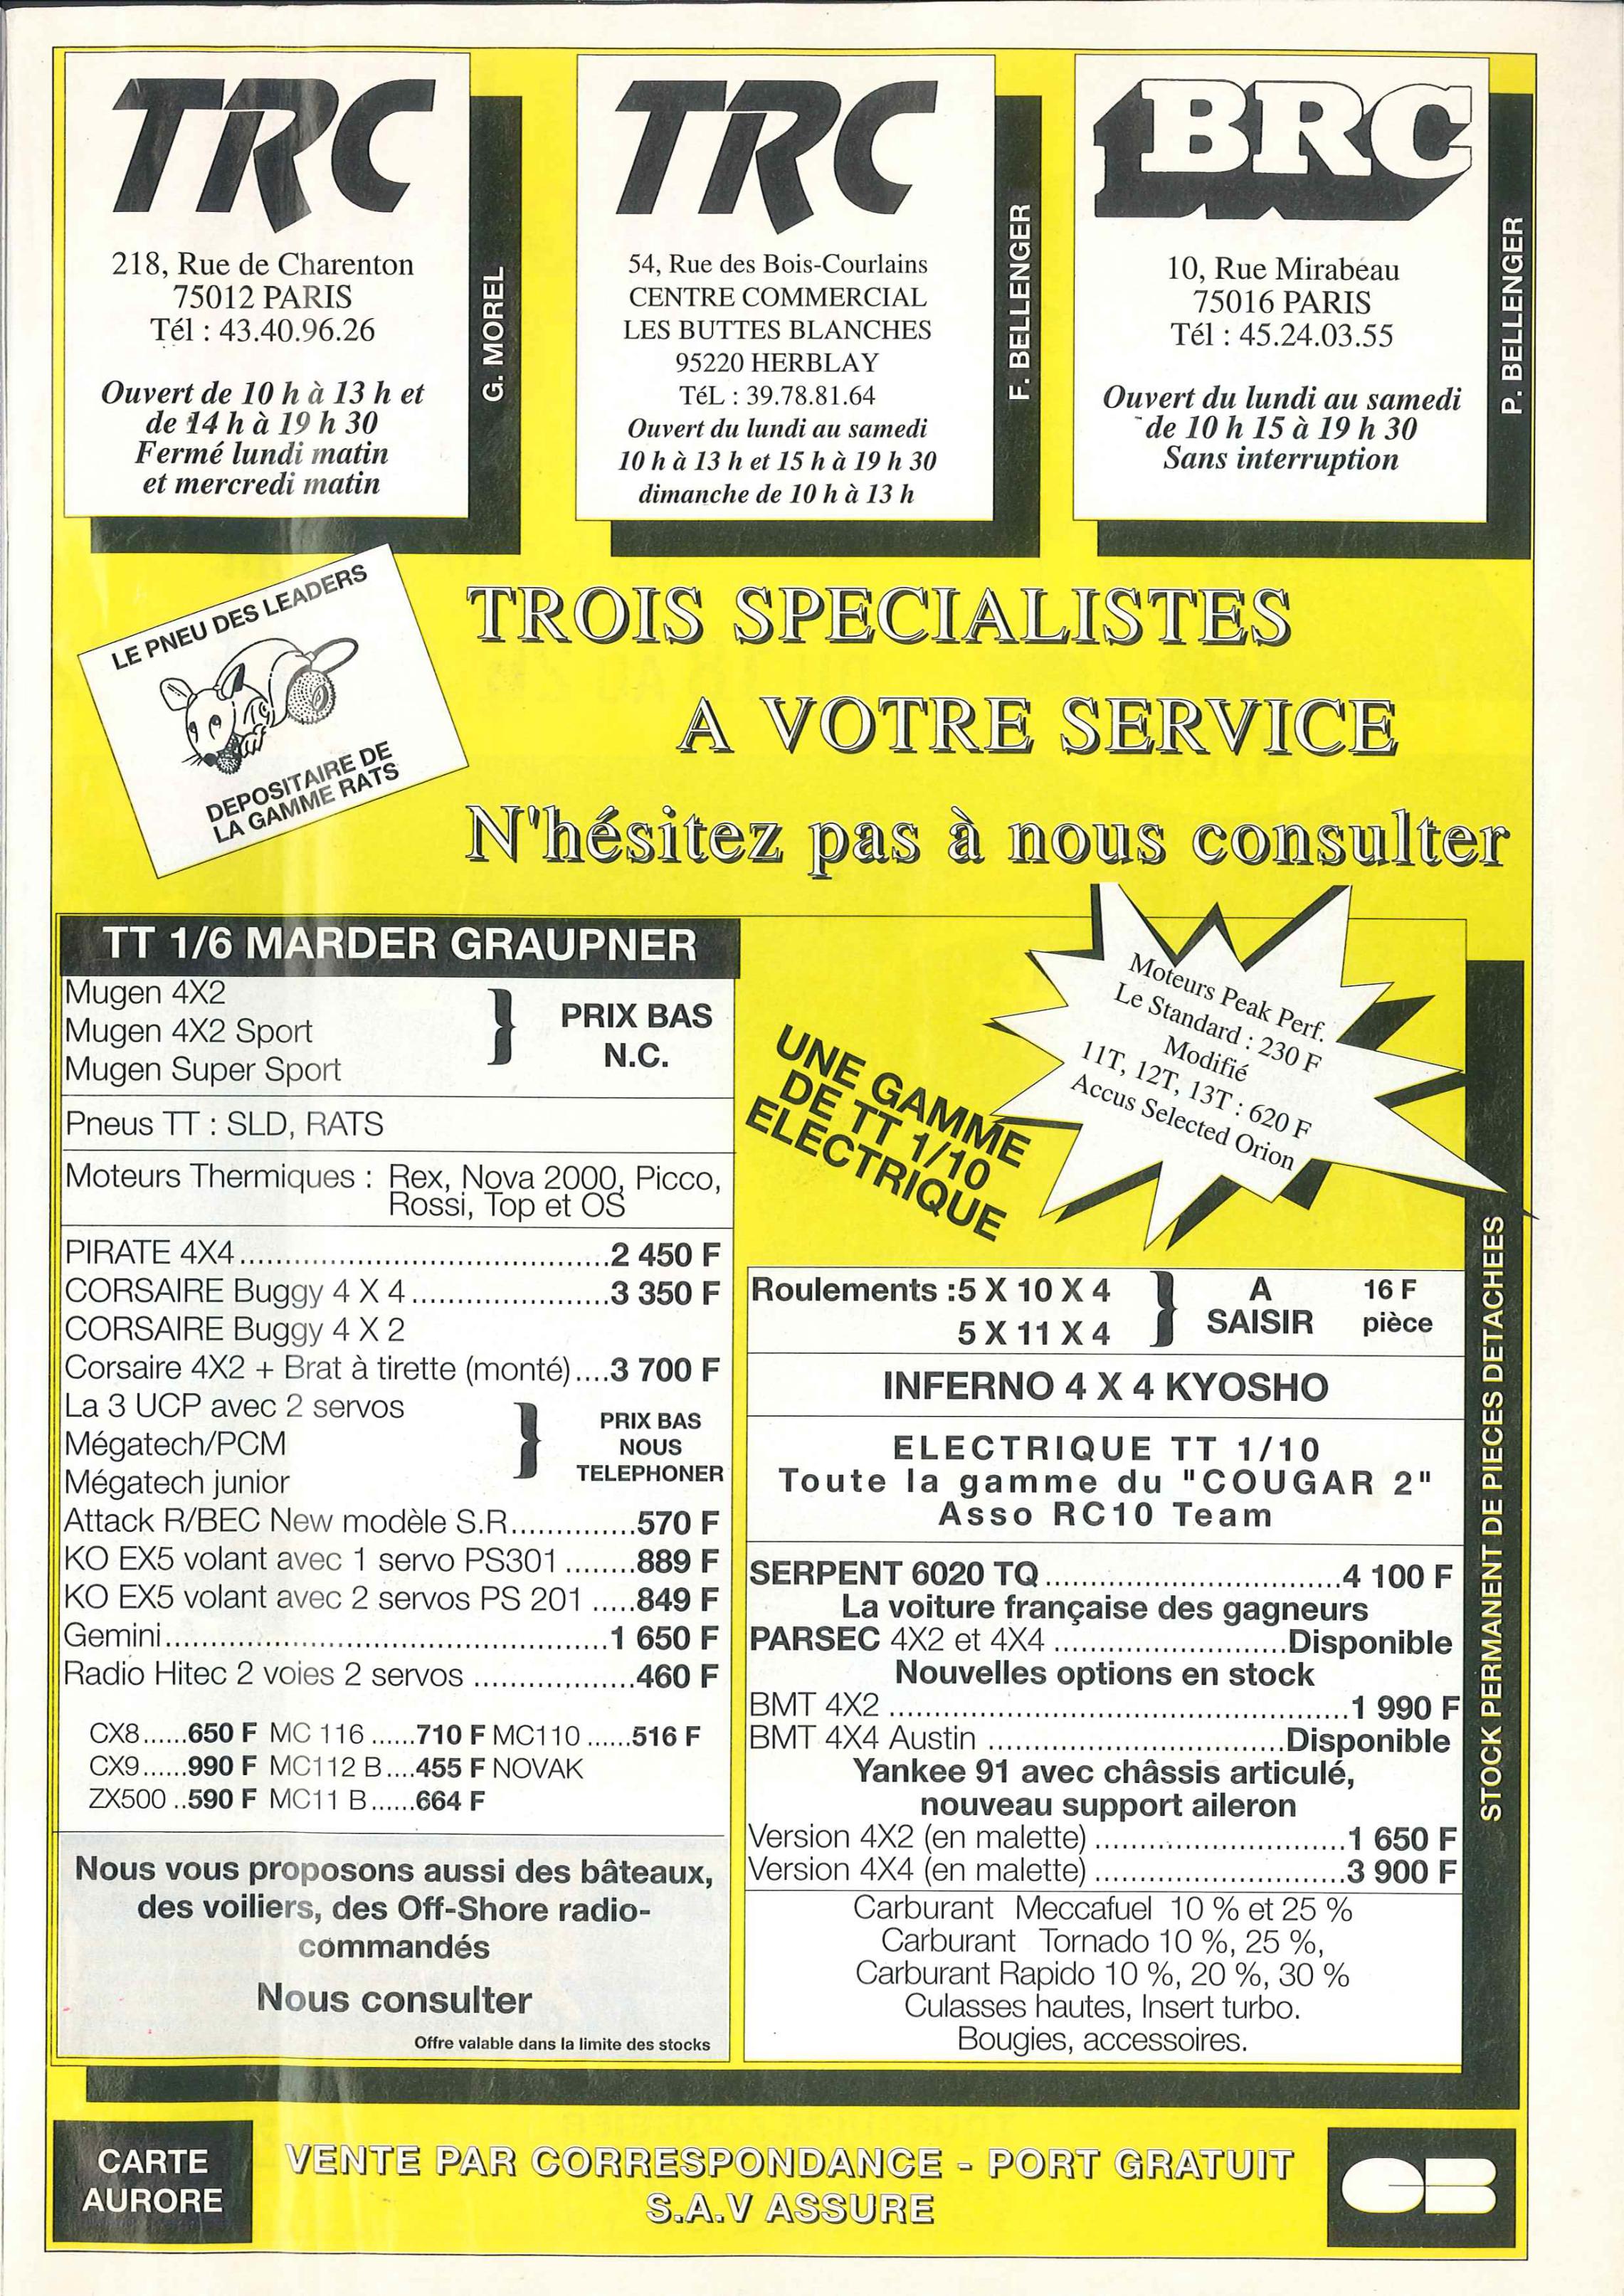 TRC
218, Rue de Charenton
75012 PARIS
Tél : 43.40.96.26
Ouvert de 10 h à 13 h et
de 14 h à 19 h 30
Fermé lundi matin
et mercredi matin
G. MOREL
TRC
54, Rue des Bois-Courlains
CENTRE COMMERCIAL
LES BUTTES BLANCHES
95220 HERBLAY
TéL : 39.78.81.64
Ouvert du lundi au samedi
10 h à 13 h et 15 h à 19 h 30
dimanche de 10 h à 13 h
F. BELLENGER
BRC
10, Rue Mirabeau
75016 PARIS
Tél : 45.24.03.55
Ouvert du lundi au samedi
de 10 h 15 à 19 h 30
Sans interruption
P. BELLENGER
LE PNEU DES LEADERS
DEPOSITAIRE DE
LA GAMME RATS
TROIS SPECIALISTES
A VOTRE SERVICE
N'hésitez pas à nous consulter
TT 1/6 MARDER GRAUPNER
Mugen 4X2
Mugen 4X2 Sport
Mugen Super Sport
} PRIX BAS
N.C.
Pneus TT : SLD, RATS
Moteurs Thermiques : Rex, Nova 2000, Picco,
Rossi, Top et OS
PIRATE 4X4..........................................2 450 F
CORSAIRE Buggy 4 X 4......................3 350 F
CORSAIRE Buggy 4 X 2
Corsaire 4X2 + Brat à tirette (monté)....3 700 F
La 3 UCP avec 2 servos
Mégatech/PCM
Mégatech junior
} PRIX BAS
NOUS
TELEPHONER
Attack R/BEC New modèle S.R..............570 F
KO EX5 volant avec 1 servo PS301........889 F
KO EX5 volant avec 2 servos PS 201 .....849 F
Gemini..................................................1 650 F
Radio Hitec 2 voies 2 servos ..................460 F
CX8......650 F MC 116 ......710 F MC110 ......516 F
CX9......990 F MC112 B....455 F NOVAK
ZX500 ..590 F MC11 B......664 F
Nous vous proposons aussi des bâteaux,
des voiliers, des Off-Shore radio-
commandés
Nous consulter
Offre valable dans la limite des stocks
UNE GAMME
DE TT 1/10
ELECTRIQUE
Moteurs Peak Perf.
Le Standard : 230 F
Modifié
11T, 12T, 13T : 620 F
Accus Selected Orion
Roulements :5 X 10 X 4
5 X 11 X 4
} A
SAISIR
16 F
pièce
INFERNO 4 X 4 KYOSHO
ELECTRIQUE TT 1/10
Toute la gamme du "COUGAR 2"
Asso RC10 Team
SERPENT 6020 TQ.................................4 100 F
La voiture française des gagneurs
PARSEC 4X2 et 4X4 ..........................Disponible
Nouvelles options en stock
BMT 4X2 ....................................................1 990 F
BMT 4X4 Austin .................................Disponible
Yankee 91 avec châssis articulé,
nouveau support aileron
Version 4X2 (en malette) ............................1 650 F
Version 4X4 (en malette) ............................3 900 F
Carburant Meccafuel 10 % et 25 %
Carburant Tornado 10 %, 25 %,
Carburant Rapido 10 %, 20 %, 30 %
Culasses hautes, Insert turbo.
Bougies, accessoires.
STOCK PERMANENT DE PIECES DETACHEES
CARTE
AURORE
VENTE PAR CORRESPONDANCE - PORT GRATUIT
S.A.V ASSURE
CB